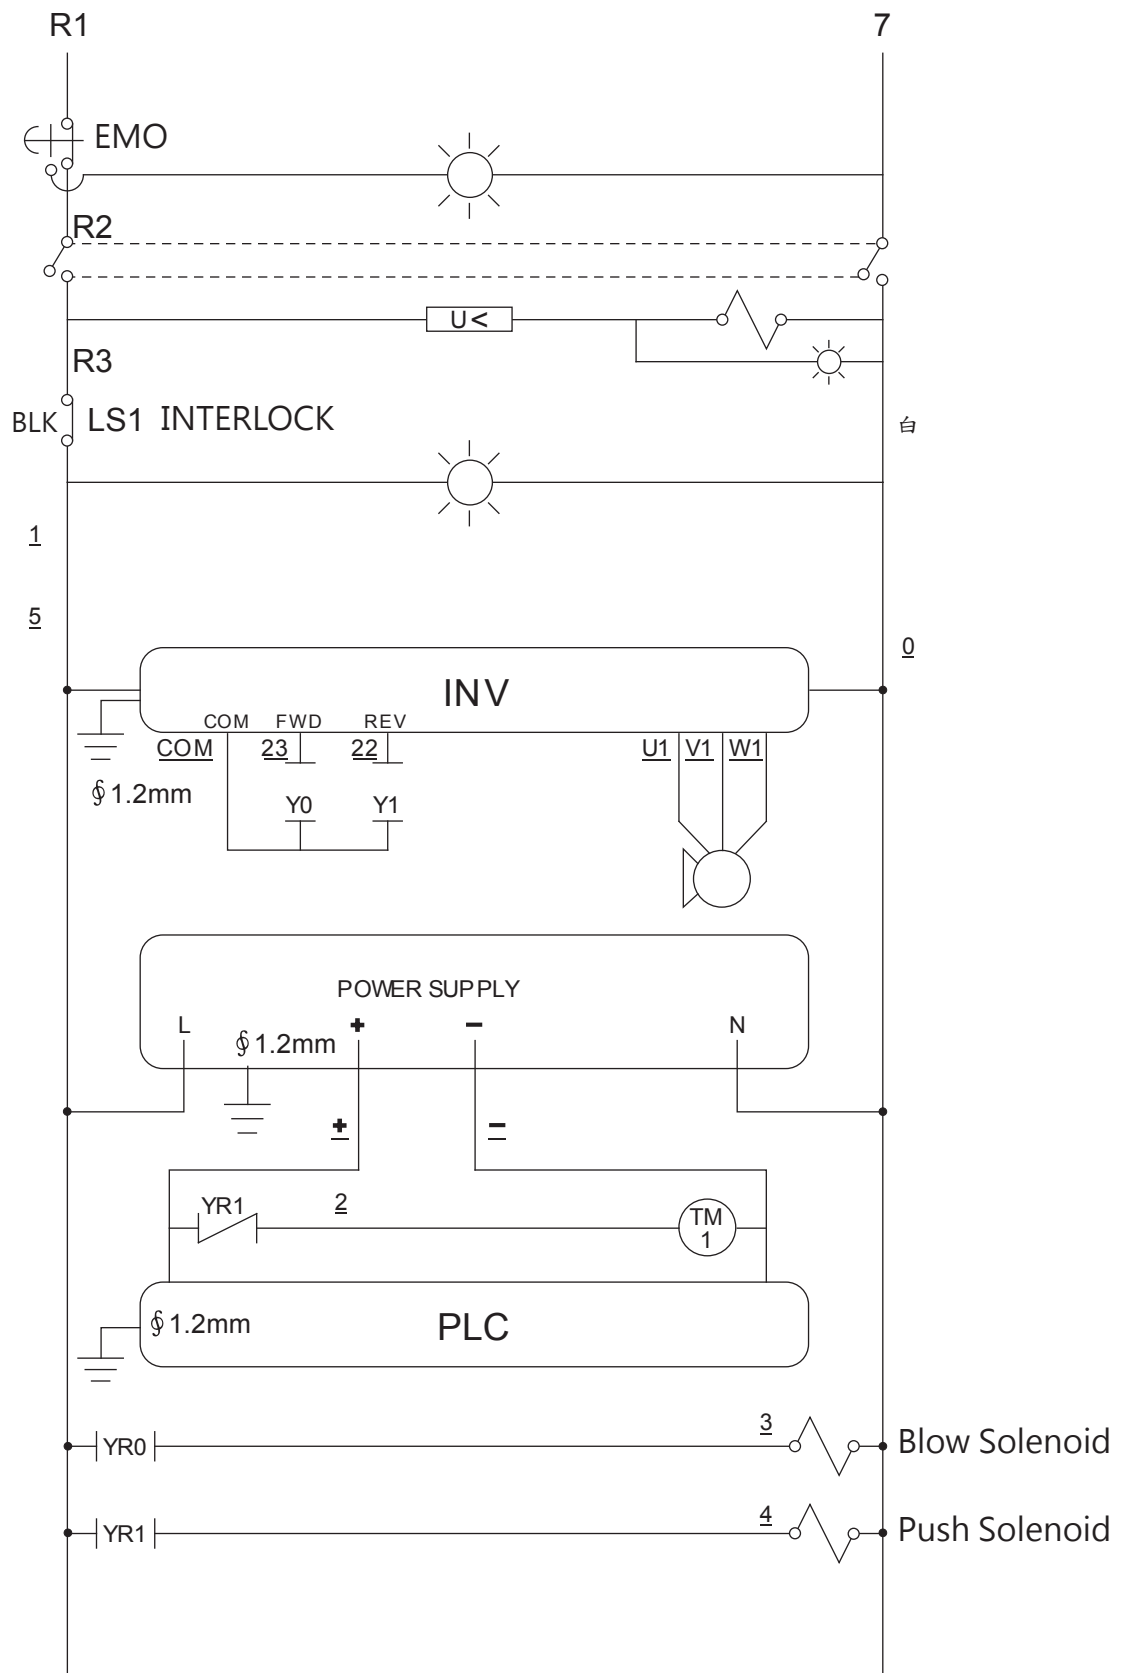 R1 7
EMO
R2
U<
R3
BLK LS1 INTERLOCK 白
1
5
0
INV
COM FWD REV
COM 23 22 U1 V1 W1
∮1.2mm
Y0 Y1
POWER SUPPLY
L + − N
∮1.2mm
+ −
YR1 2 TM
1
∮1.2mm PLC
3
YR0 Blow Solenoid
4
YR1 Push Solenoid